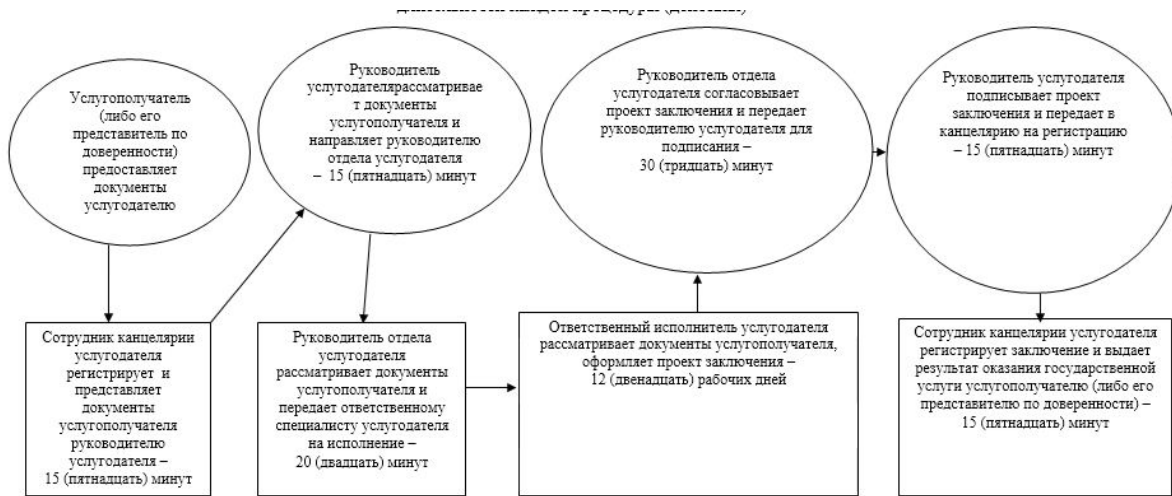 Услугополучатель
(либо его
представитель по
доверенности)
предоставляет
документы
услугодателю
Сотрудник канцелярии
услугодателя
регистрирует и
представляет
документы
услугополучателя
руководителю
услугодателя –
15 (пятнадцать) минут
Руководитель
услугодателярассматривае
т документы
услугополучателя и
направляет руководителю
отдела услугодателя
– 15 (пятнадцать) минут
Руководитель отдела
услугодателя
рассматривает документы
услугополучателя и
передает ответственному
специалисту услугодателя
на исполнение –
20 (двадцать) минут
Ответственный исполнитель услугодателя
рассматривает документы услугополучателя,
оформляет проект заключения –
12 (двенадцать) рабочих дней
Руководитель отдела
услугодателя согласовывает
проект заключения и передает
руководителю услугодателя для
подписания –
30 (тридцать) минут
Руководитель услугодателя
подписывает проект
заключения и передает в
канцелярию на регистрацию
– 15 (пятнадцать) минут
Сотрудник канцелярии услугодателя
регистрирует заключение и выдает
результат оказания государственной
услуги услугополучателю (либо его
представителю по доверенности) –
15 (пятнадцать) минут